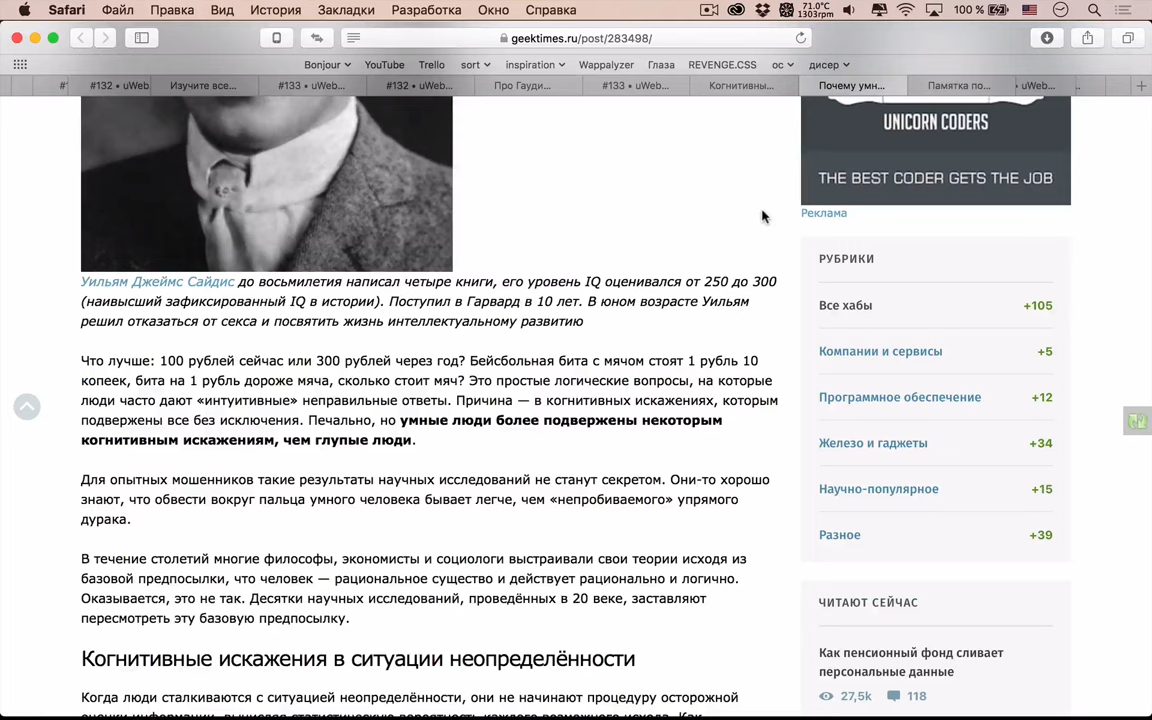 Safari Файл Правка Вид История Закладки Разработка Окно Справка 71.0°C 1303rpm 100 %
geektimes.ru/post/283498/
Bonjour YouTube Trello sort inspiration Wappalyzer Глаза REVENGE.CSS ос дисер
#132 • uWeb. Изучите все... #133 • uWeb... #132 • uWeb... Про Гауди... #133 • uWeb... Когнитивны... Почему умн... Памятка по... • uWeb...
UNICORN CODERS
THE BEST CODER GETS THE JOB
Реклама
Уильям Джеймс Сайдис до восьмилетия написал четыре книги, его уровень IQ оценивался от 250 до 300
(наивысший зафиксированный IQ в истории). Поступил в Гарвард в 10 лет. В юном возрасте Уильям
решил отказаться от секса и посвятить жизнь интеллектуальному развитию
Что лучше: 100 рублей сейчас или 300 рублей через год? Бейсбольная бита с мячом стоят 1 рубль 10
копеек, бита на 1 рубль дороже мяча, сколько стоит мяч? Это простые логические вопросы, на которые
люди часто дают «интуитивные» неправильные ответы. Причина — в когнитивных искажениях, которым
подвержены все без исключения. Печально, но умные люди более подвержены некоторым
когнитивным искажениям, чем глупые люди.
Для опытных мошенников такие результаты научных исследований не станут секретом. Они-то хорошо
знают, что обвести вокруг пальца умного человека бывает легче, чем «непробиваемого» упрямого
дурака.
В течение столетий многие философы, экономисты и социологи выстраивали свои теории исходя из
базовой предпосылки, что человек — рациональное существо и действует рационально и логично.
Оказывается, это не так. Десятки научных исследований, проведённых в 20 веке, заставляют
пересмотреть эту базовую предпосылку.
Когнитивные искажения в ситуации неопределённости
Когда люди сталкиваются с ситуацией неопределённости, они не начинают процедуру осторожной
оценки информации, вычисляя статистическую вероятность каждого возможного исхода. Как
РУБРИКИ
Все хабы +105
Компании и сервисы +5
Программное обеспечение +12
Железо и гаджеты +34
Научно-популярное +15
Разное +39
ЧИТАЮТ СЕЙЧАС
Как пенсионный фонд сливает
персональные данные
27,5k 118